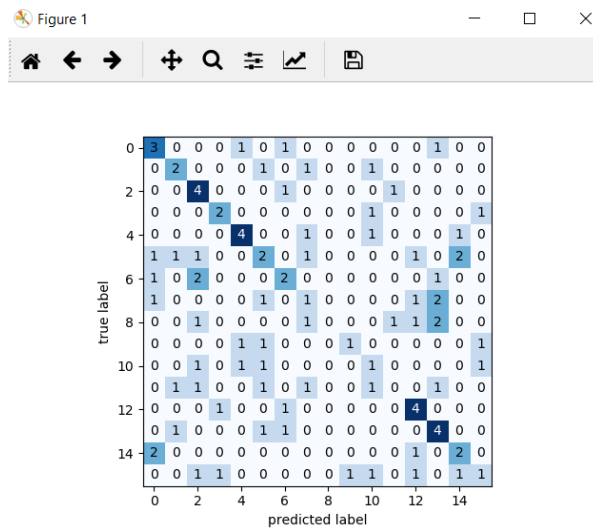 Figure 1
true label
0 3 0 0 0 1 0 1 0 0 0 0 0 0 1 0 0
0 2 0 0 0 1 0 1 0 0 1 0 0 0 0 0
2 0 0 4 0 0 0 1 0 0 0 0 1 0 0 0 0
0 0 0 2 0 0 0 0 0 0 1 0 0 0 0 1
4 0 0 0 0 4 0 0 1 0 0 1 0 0 0 1 0
1 1 1 0 0 2 0 1 0 0 0 0 1 0 2 0
6 1 0 2 0 0 0 2 0 0 0 0 0 0 1 0 0
1 0 0 0 0 1 0 1 0 0 0 0 1 2 0 0
8 0 0 1 0 0 0 0 1 0 0 0 1 1 2 0 0
0 0 0 0 1 1 0 0 0 1 0 0 0 0 0 1
10 0 0 1 0 1 1 0 0 0 0 1 0 0 0 0 1
0 1 1 0 0 1 0 1 0 0 1 0 0 1 0 0
12 0 0 0 1 0 0 1 0 0 0 0 0 4 0 0 0
0 1 0 0 0 1 1 0 0 0 0 0 0 4 0 0
14 2 0 0 0 0 0 0 0 0 0 0 0 1 0 2 0
0 0 1 1 0 0 0 0 0 1 1 0 1 0 1 1
0 2 4 6 8 10 12 14
predicted label